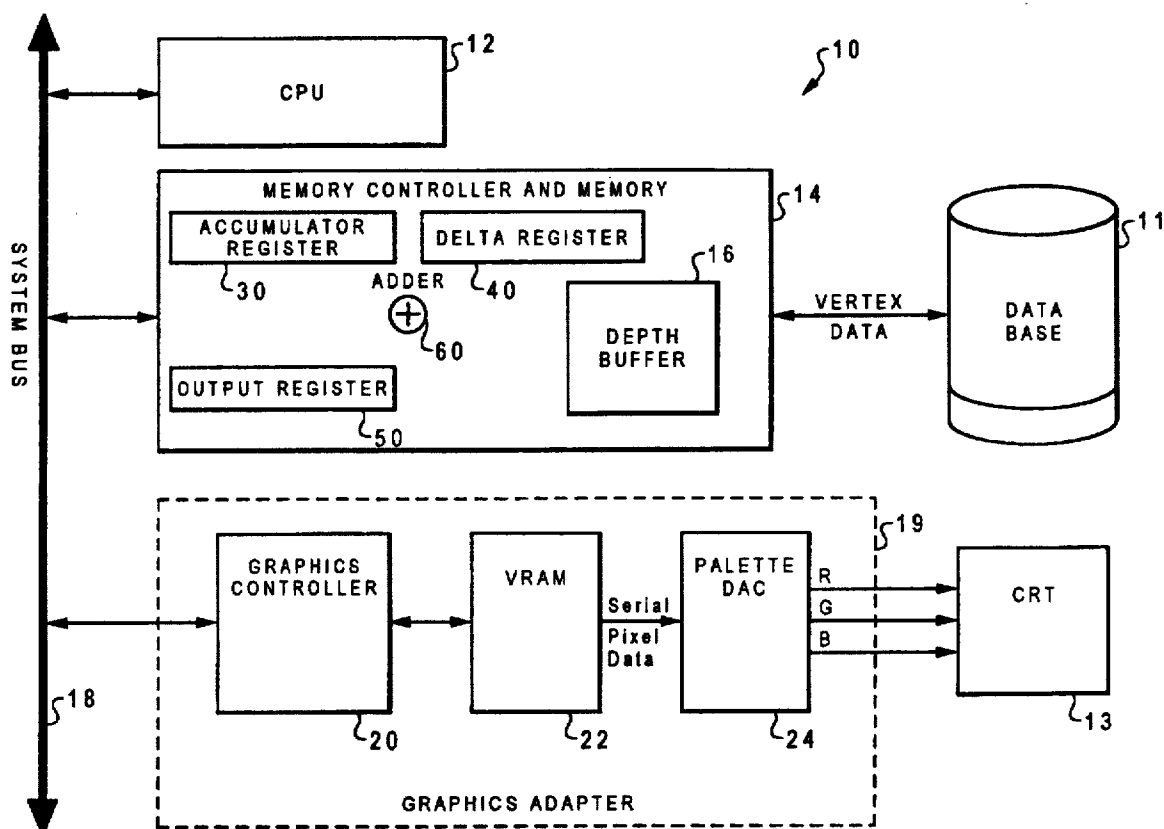 SYSTEM BUS
18
CPU
12
10
MEMORY CONTROLLER AND MEMORY
14
ACCUMULATOR
REGISTER
30
DELTA REGISTER
40
ADDER
60
16
DEPTH
BUFFER
OUTPUT REGISTER
50
VERTEX
DATA
11
DATA
BASE
19
GRAPHICS
CONTROLLER
20
VRAM
22
Serial
Pixel
Data
PALETTE
DAC
24
R
G
B
CRT
13
GRAPHICS ADAPTER